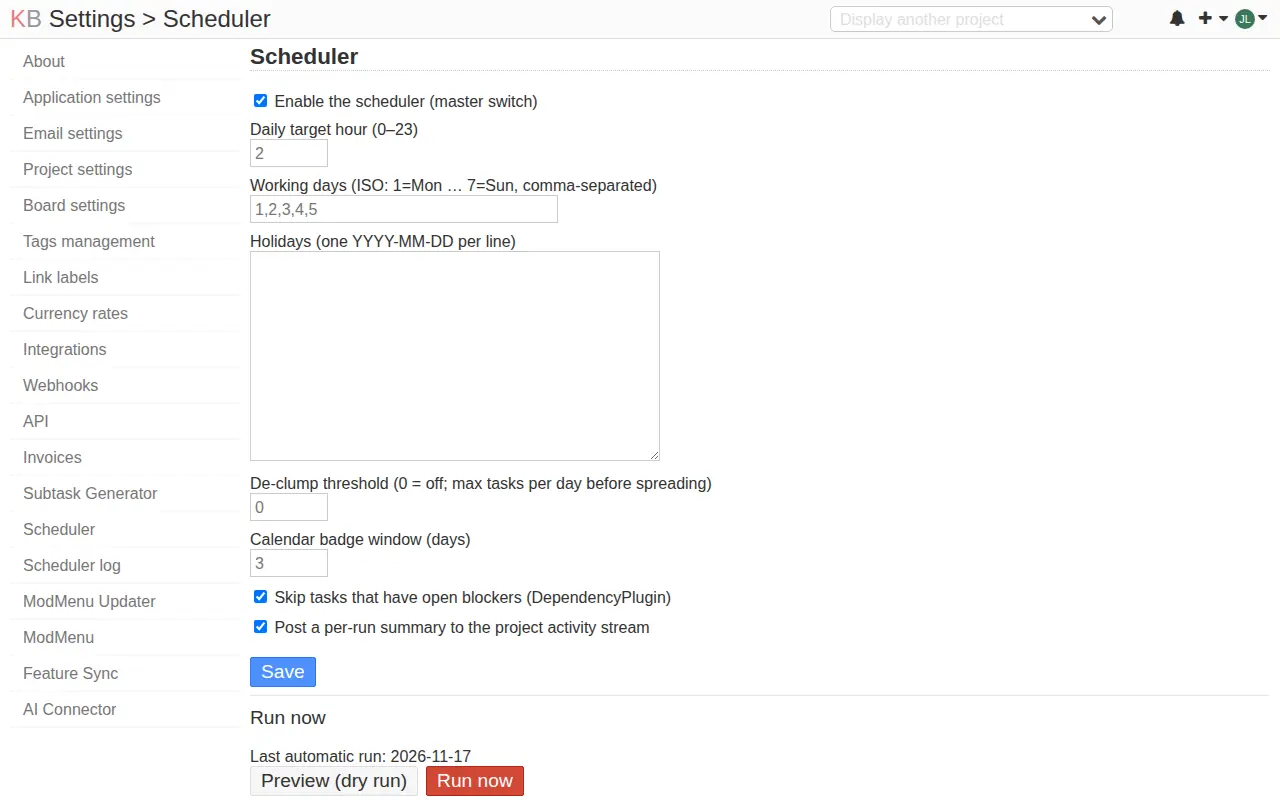 KB Settings > Scheduler
Display another project
JL
About
Application settings
Email settings
Project settings
Board settings
Tags management
Link labels
Currency rates
Integrations
Webhooks
API
Invoices
Subtask Generator
Scheduler
Scheduler log
ModMenu Updater
ModMenu
Feature Sync
AI Connector
Scheduler
Enable the scheduler (master switch)
Daily target hour (0–23)
2
Working days (ISO: 1=Mon … 7=Sun, comma-separated)
1,2,3,4,5
Holidays (one YYYY-MM-DD per line)
De-clump threshold (0 = off; max tasks per day before spreading)
0
Calendar badge window (days)
3
Skip tasks that have open blockers (DependencyPlugin)
Post a per-run summary to the project activity stream
Save
Run now
Last automatic run: 2026-11-17
Preview (dry run) Run now